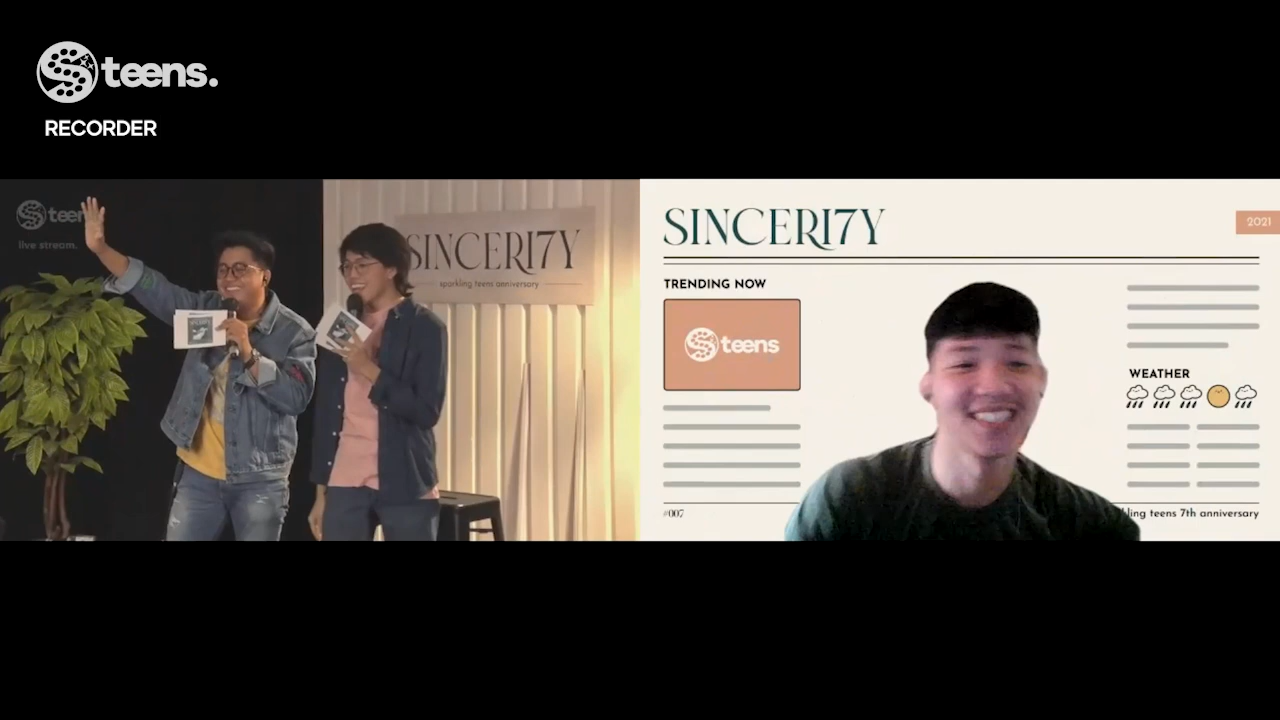 teens.
RECORDER
teen
live stream.
SINCERI7Y
sparkling teens anniversary
SINCERI7Y
2021
TRENDING NOW
teens
WEATHER
#007
ling teens 7th anniversary